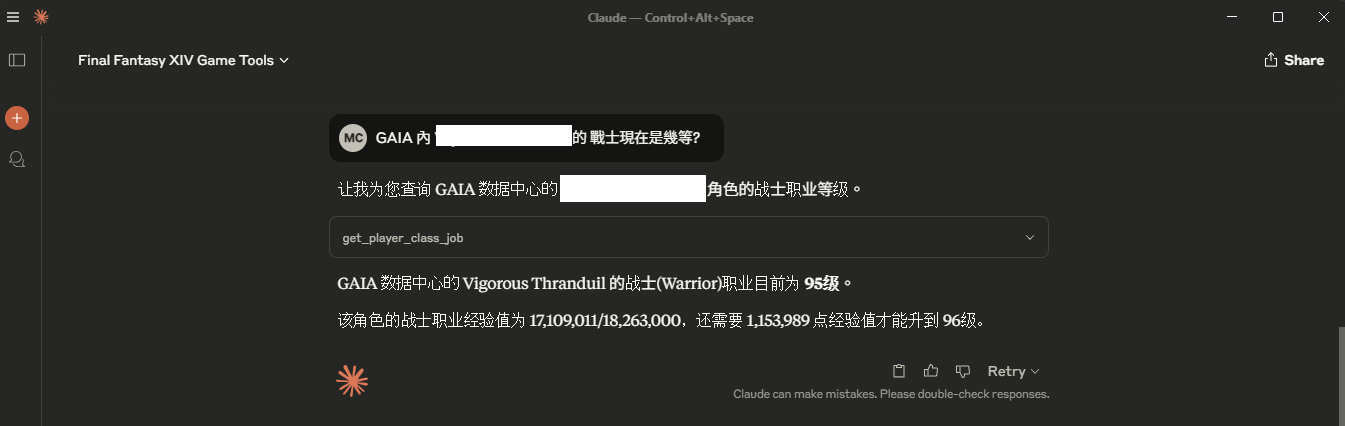 Claude — Control+Alt+Space
Final Fantasy XIV Game Tools
Share
MC GAIA 內 的 戰士現在是幾等?
让我为您查询 GAIA 数据中心的 角色的战士职业等级。
get_player_class_job
GAIA 数据中心的 Vigorous Thranduil 的战士(Warrior)职业目前为 95级。
该角色的战士职业经验值为 17,109,011/18,263,000，还需要 1,153,989 点经验值才能升到 96级。
Retry
Claude can make mistakes. Please double-check responses.